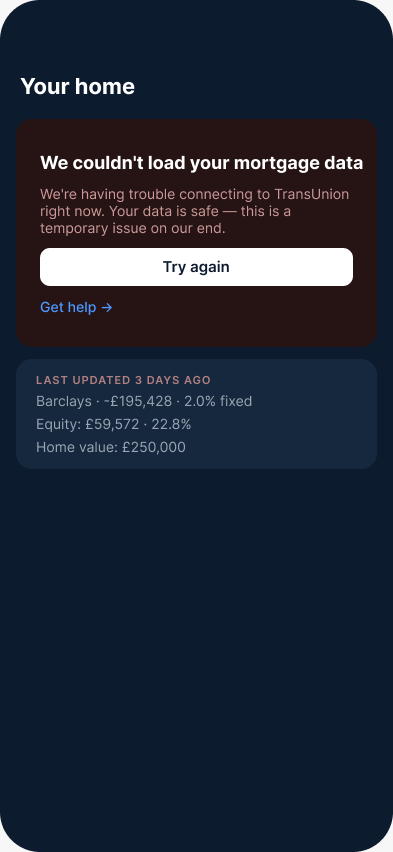 Your home
We couldn't load your mortgage data
We're having trouble connecting to TransUnion
right now. Your data is safe — this is a
temporary issue on our end.
Try again
Get help →
LAST UPDATED 3 DAYS AGO
Barclays · -£195,428 · 2.0% fixed
Equity: £59,572 · 22.8%
Home value: £250,000